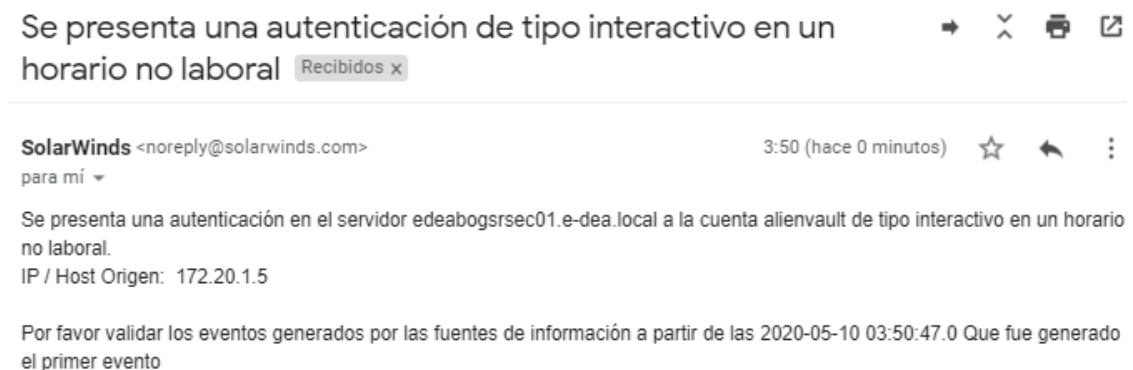 Se presenta una autenticación de tipo interactivo en un
horario no laboral Recibidos x
SolarWinds <noreply@solarwinds.com> 3:50 (hace 0 minutos)
para mí
Se presenta una autenticación en el servidor edeabogsrsec01.e-dea.local a la cuenta alienvault de tipo interactivo en un horario
no laboral.
IP / Host Origen: 172.20.1.5
Por favor validar los eventos generados por las fuentes de información a partir de las 2020-05-10 03:50:47.0 Que fue generado
el primer evento